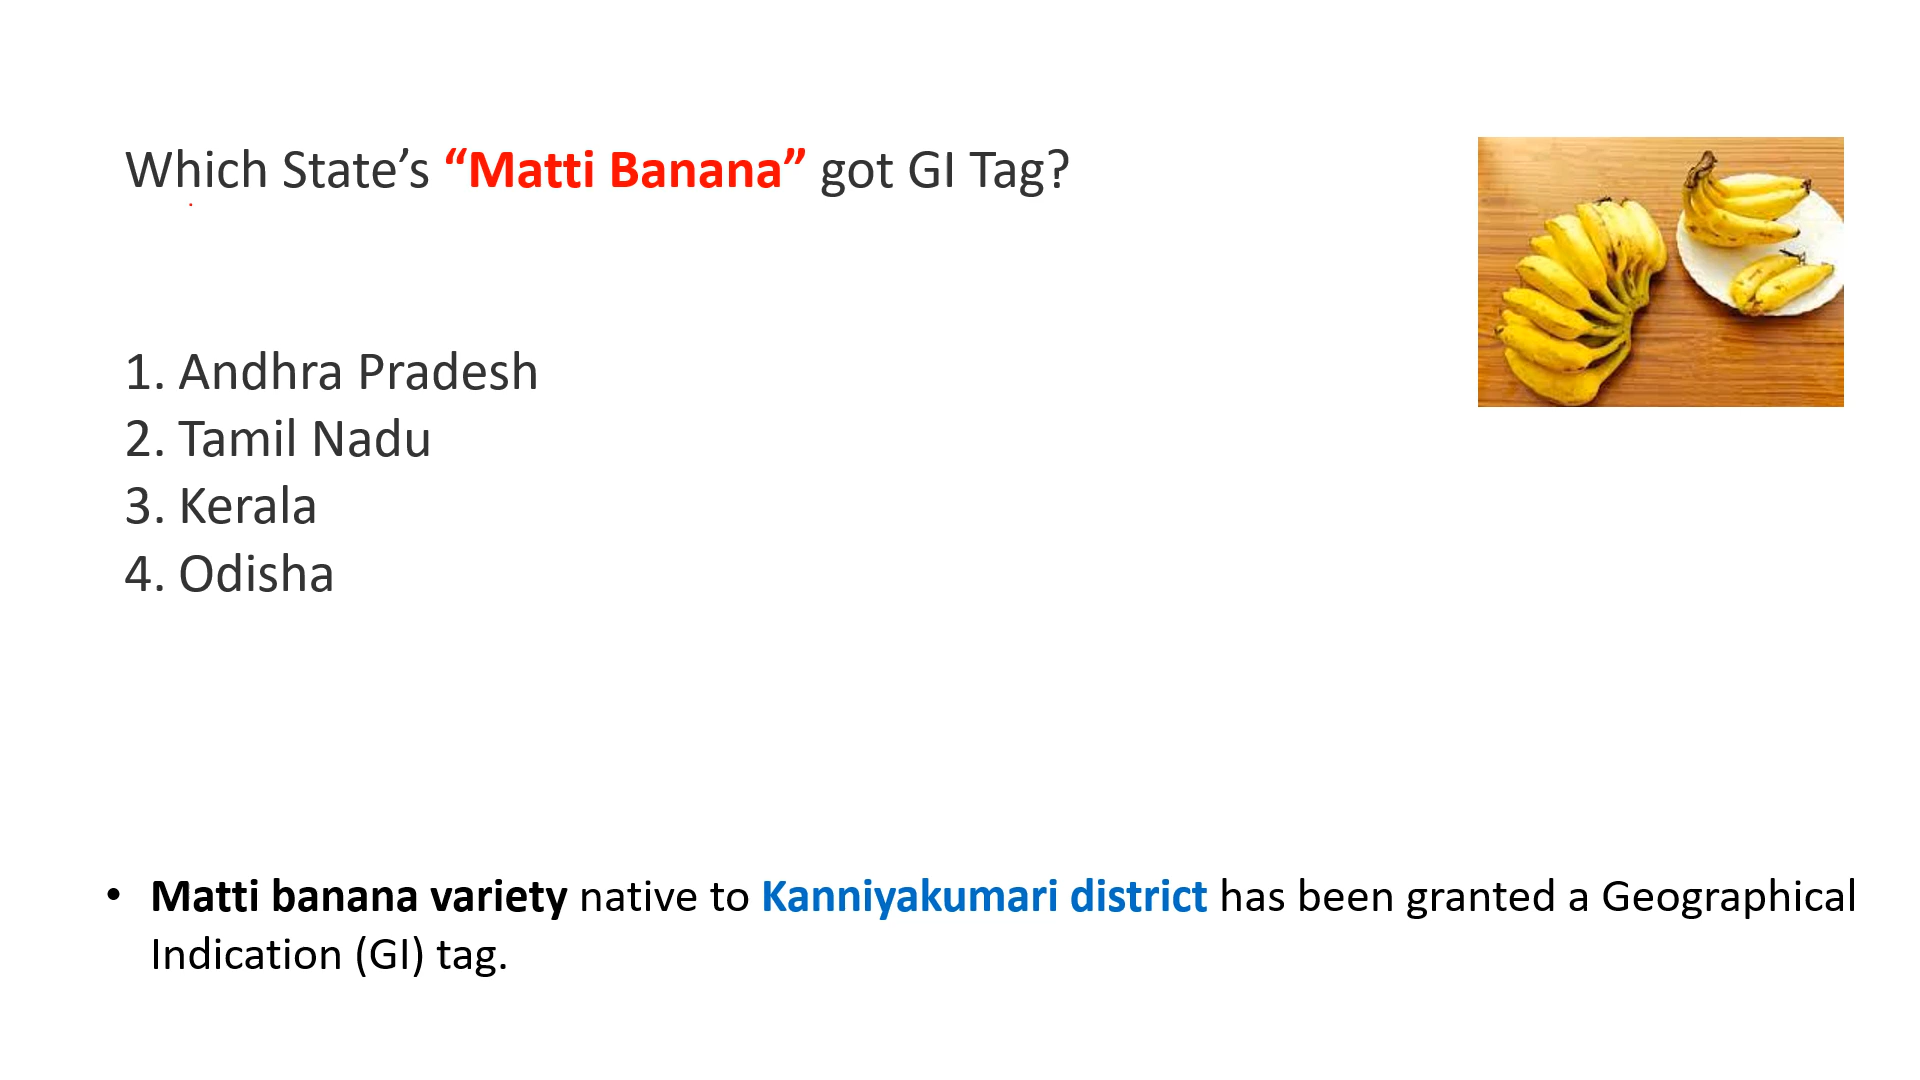 Which State’s “Matti Banana” got GI Tag?
1. Andhra Pradesh
2. Tamil Nadu
3. Kerala
4. Odisha
• Matti banana variety native to Kanniyakumari district has been granted a Geographical
Indication (GI) tag.